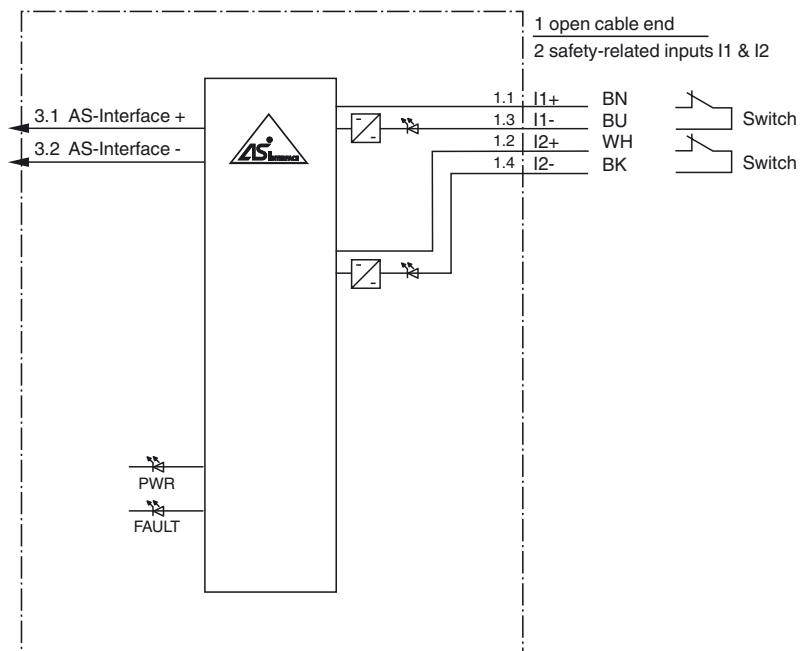 1 open cable end
2 safety-related inputs I1 & I2
3.1 AS-Interface +
3.2 AS-Interface -
ASI INTERFACE
1.1 I1+ BN
1.3 I1- BU Switch
1.2 I2+ WH
1.4 I2- BK Switch
PWR
FAULT